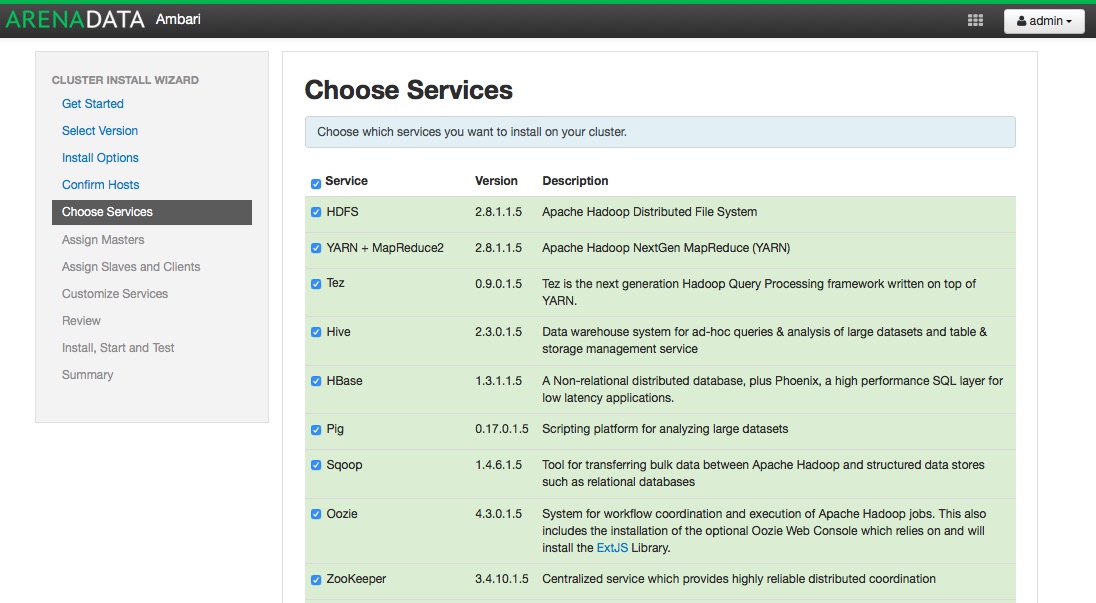 ARENADATA Ambari
admin
CLUSTER INSTALL WIZARD
Get Started
Select Version
Install Options
Confirm Hosts
Choose Services
Assign Masters
Assign Slaves and Clients
Customize Services
Review
Install, Start and Test
Summary
Choose Services
Choose which services you want to install on your cluster.
Service Version Description
HDFS 2.8.1.1.5 Apache Hadoop Distributed File System
YARN + MapReduce2 2.8.1.1.5 Apache Hadoop NextGen MapReduce (YARN)
Tez 0.9.0.1.5 Tez is the next generation Hadoop Query Processing framework written on top of
YARN.
Hive 2.3.0.1.5 Data warehouse system for ad-hoc queries & analysis of large datasets and table &
storage management service
HBase 1.3.1.1.5 A Non-relational distributed database, plus Phoenix, a high performance SQL layer for
low latency applications.
Pig 0.17.0.1.5 Scripting platform for analyzing large datasets
Sqoop 1.4.6.1.5 Tool for transferring bulk data between Apache Hadoop and structured data stores
such as relational databases
Oozie 4.3.0.1.5 System for workflow coordination and execution of Apache Hadoop jobs. This also
includes the installation of the optional Oozie Web Console which relies on and will
install the ExtJS Library.
ZooKeeper 3.4.10.1.5 Centralized service which provides highly reliable distributed coordination